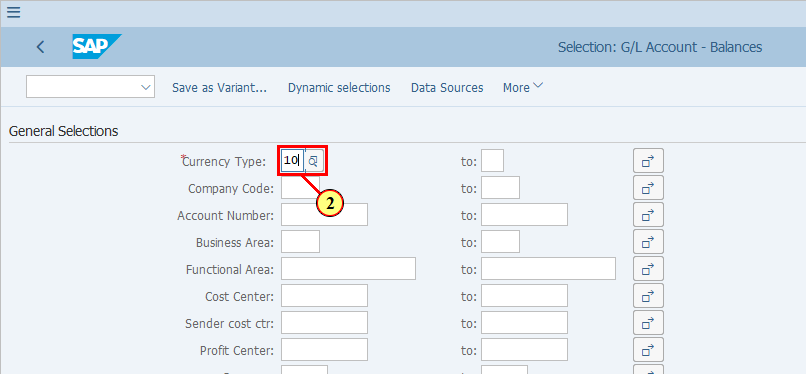 SAP Selection: G/L Account - Balances
Save as Variant... Dynamic selections Data Sources More
General Selections
*Currency Type: 10 to:
Company Code: to:
2
Account Number: to:
Business Area: to:
Functional Area: to:
Cost Center: to:
Sender cost ctr: to:
Profit Center: to: